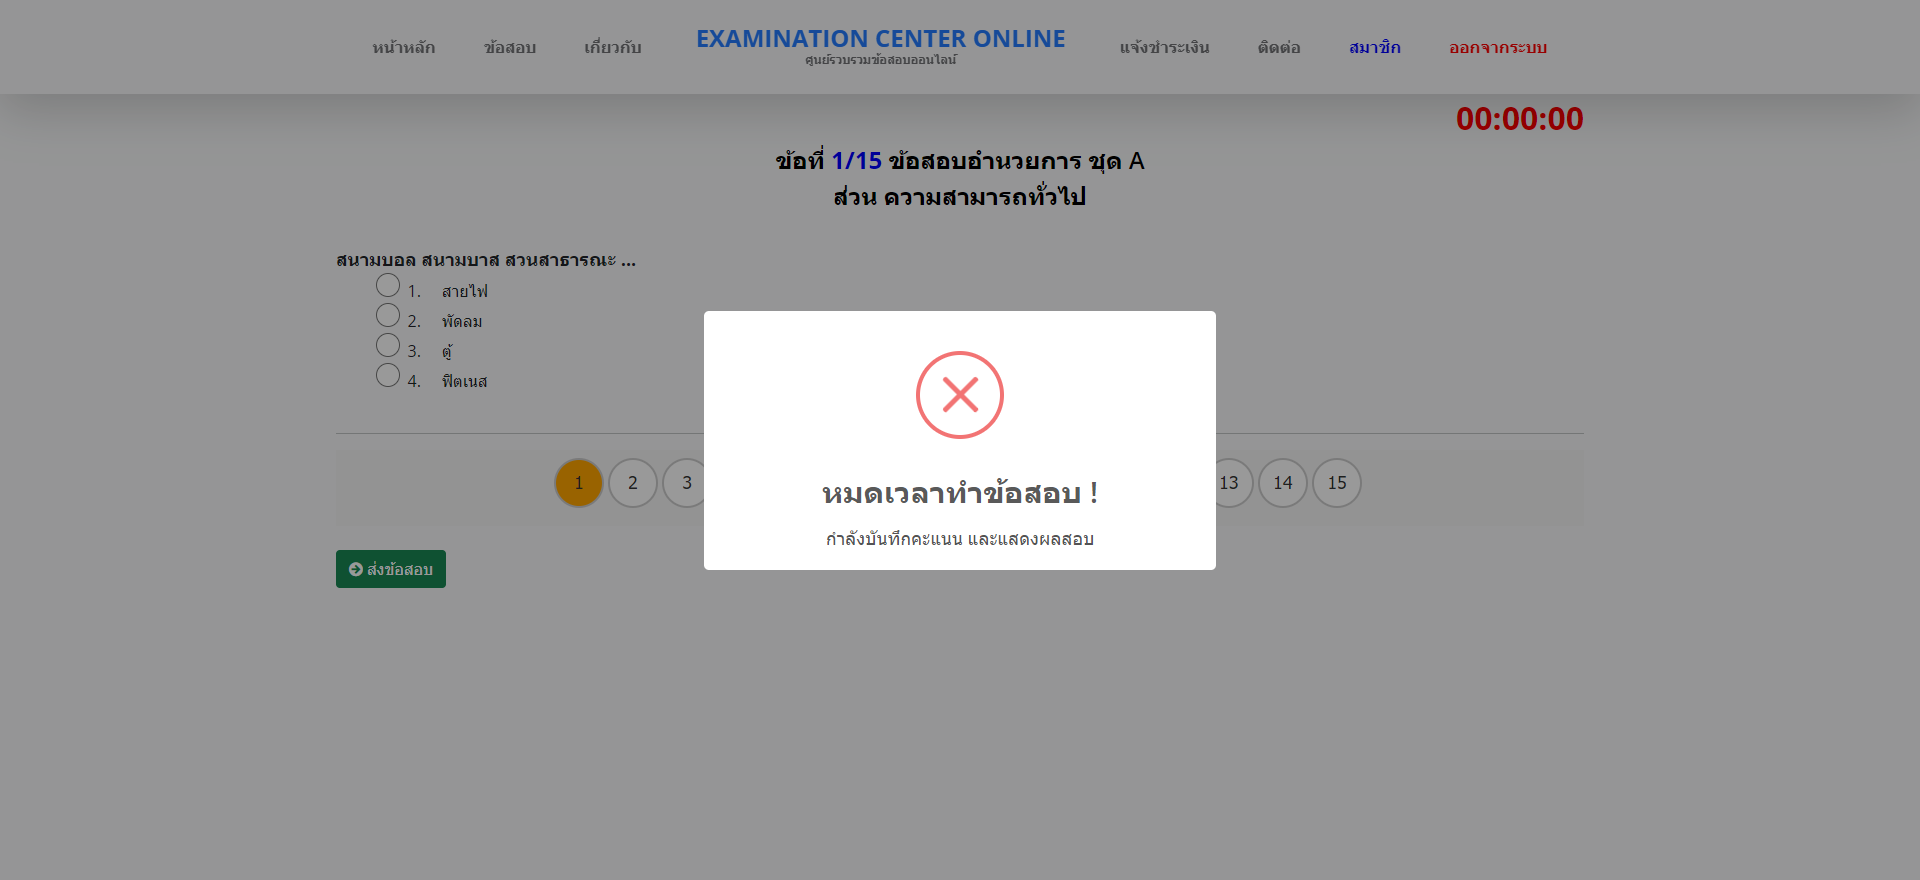 หน้าหลัก ข้อสอบ เกี่ยวกับ EXAMINATION CENTER ONLINE แจ้งชำระเงิน ติดต่อ สมาชิก ออกจากระบบ
ศูนย์รวบรวมข้อสอบออนไลน์
00:00:00
ข้อที่ 1/15 ข้อสอบอำนวยการ ชุด A
ส่วน ความสามารถทั่วไป
สนามบอล สนามบาส สวนสาธารณะ ...
1. สายไฟ
2. พัดลม
3. ตู้
4. ฟิตเนส
หมดเวลาทำข้อสอบ !
กำลังบันทึกคะแนน และแสดงผลสอบ
1 2 3 13 14 15
ส่งข้อสอบ